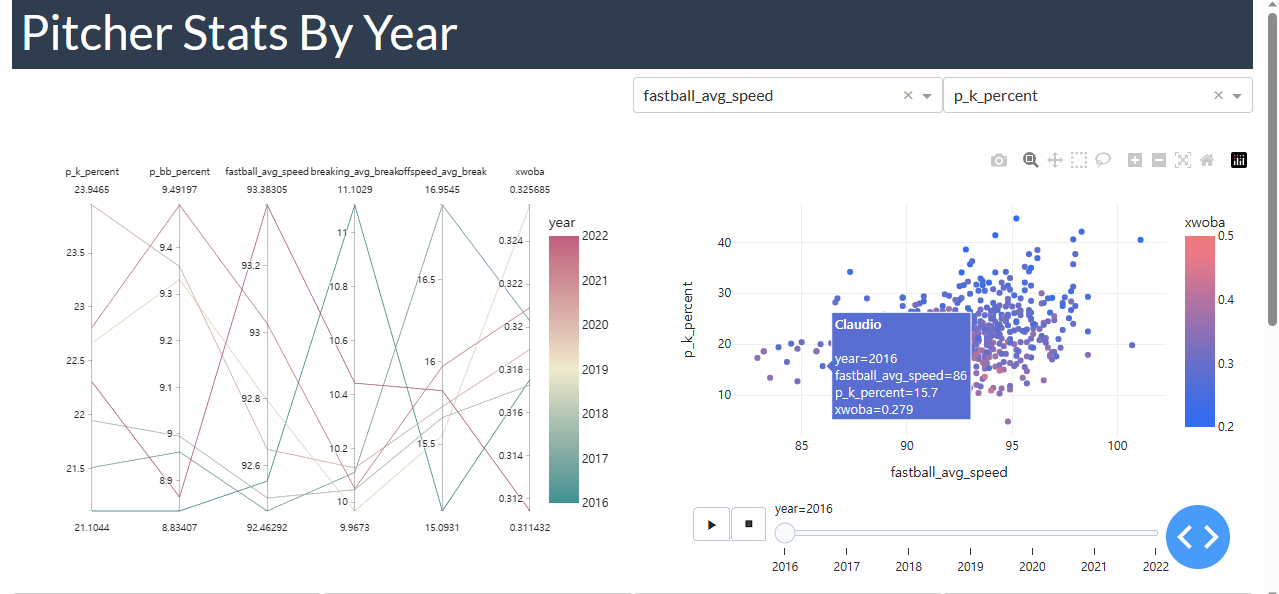 Pitcher Stats By Year
fastball_avg_speed
p_k_percent
p_k_percent p_bb_percent fastball_avg_speed breaking_avg_break offspeed_avg_break xwoba
23.9465 9.49197 93.38305 11.1029 16.9545 0.325685
23.5
23
22.5
22
21.5
9.4
9.3
9.2
9.1
9
8.9
93.2
93
92.8
92.6
11
10.8
10.6
10.4
10.2
10
16.5
16
15.5
0.324
0.322
0.32
0.318
0.316
0.314
0.312
21.1044 8.83407 92.46292 9.9673 15.0931 0.311432
year
2022
2021
2020
2019
2018
2017
2016
p_k_percent
40
30
20
10
85 90 95 100
fastball_avg_speed
Claudio
year=2016
fastball_avg_speed=86
p_k_percent=15.7
xwoba=0.279
xwoba
0.5
0.4
0.3
0.2
year=2016
2016 2017 2018 2019 2020 2021 2022